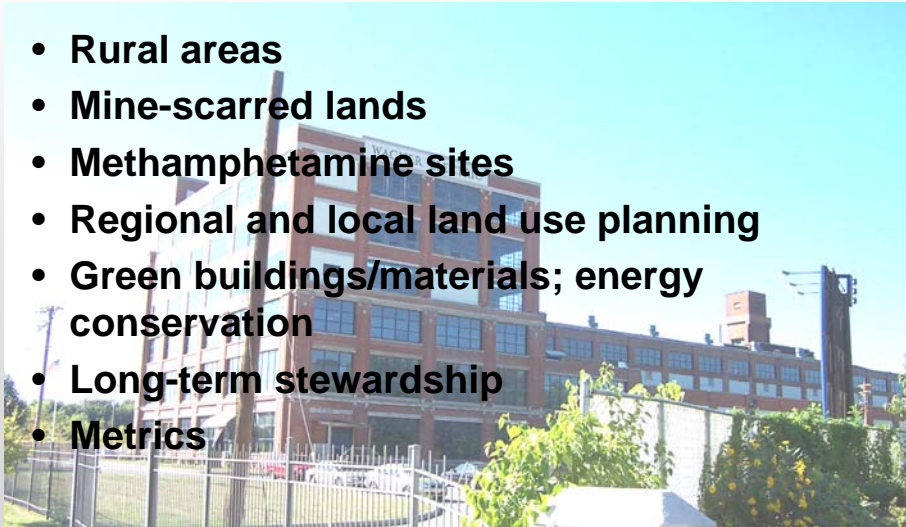 • Rural areas
• Mine-scarred lands
WAGNER
• Methamphetamine sites
• Regional and local land use planning
• Green buildings/materials; energy
conservation
• Long-term stewardship
• Metrics